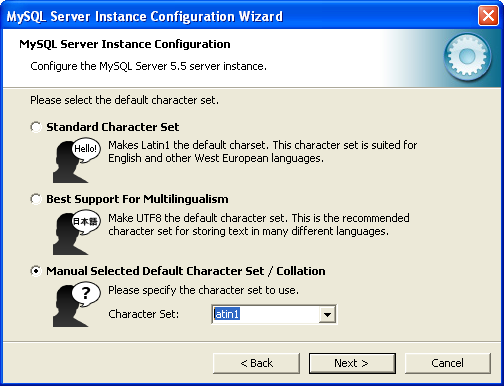 MySQL Server Instance Configuration Wizard
MySQL Server Instance Configuration
Configure the MySQL Server 5.5 server instance.
Please select the default character set.
Standard Character Set
Hello!
Makes Latin1 the default charset. This character set is suited for
English and other West European languages.
Best Support For Multilingualism
日本語
Make UTF8 the default character set. This is the recommended
character set for storing text in many different languages.
Manual Selected Default Character Set / Collation
?
Please specify the character set to use.
Character Set: atin1
< Back Next > Cancel